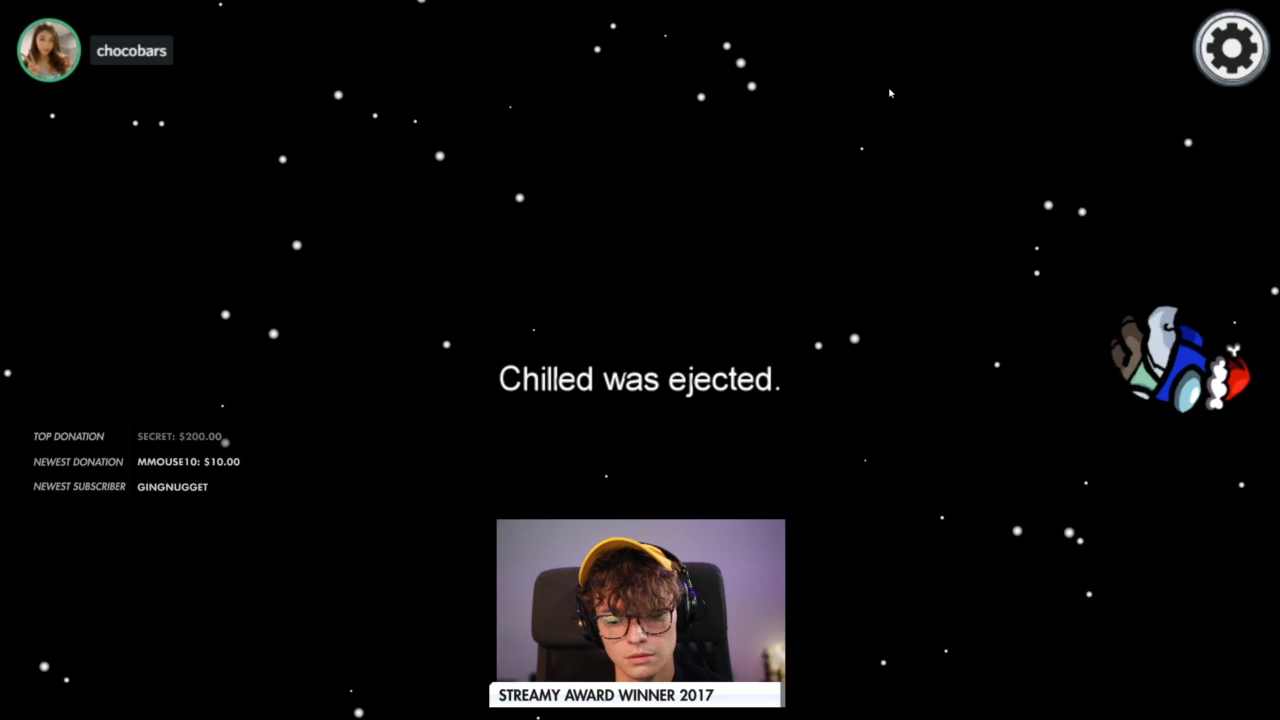 chocobars
Chilled was ejected.
TOP DONATION SECRET: $200.00
NEWEST DONATION MMOUSE10: $10.00
NEWEST SUBSCRIBER GINGNUGGET
STREAMY AWARD WINNER 2017